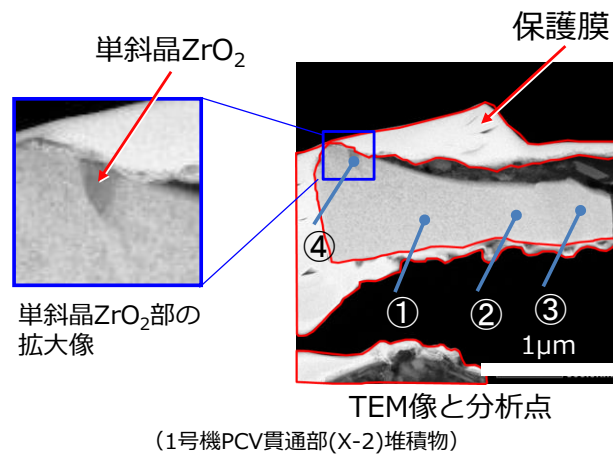 単斜晶ZrO2
保護膜
④
①
②
③
1μm
単斜晶ZrO2部の
拡大像
TEM像と分析点
（1号機PCV貫通部(X-2)堆積物）